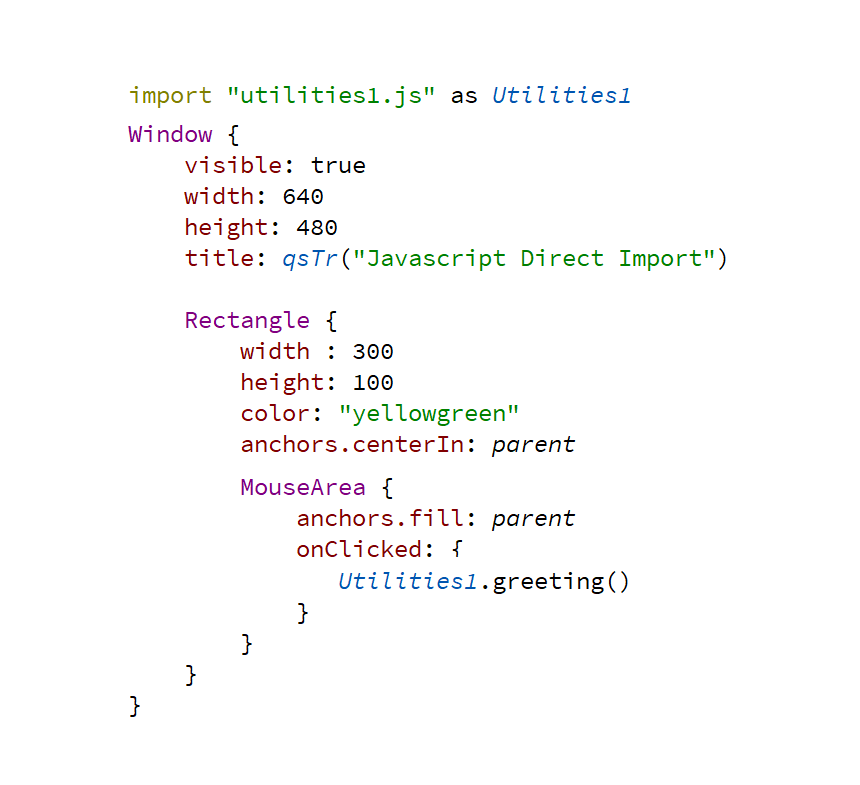 import "utilities1.js" as Utilities1
Window {
    visible: true
    width: 640
    height: 480
    title: qsTr("Javascript Direct Import")

    Rectangle {
        width : 300
        height: 100
        color: "yellowgreen"
        anchors.centerIn: parent

        MouseArea {
            anchors.fill: parent
            onClicked: {
               Utilities1.greeting()
            }
        }
    }
}